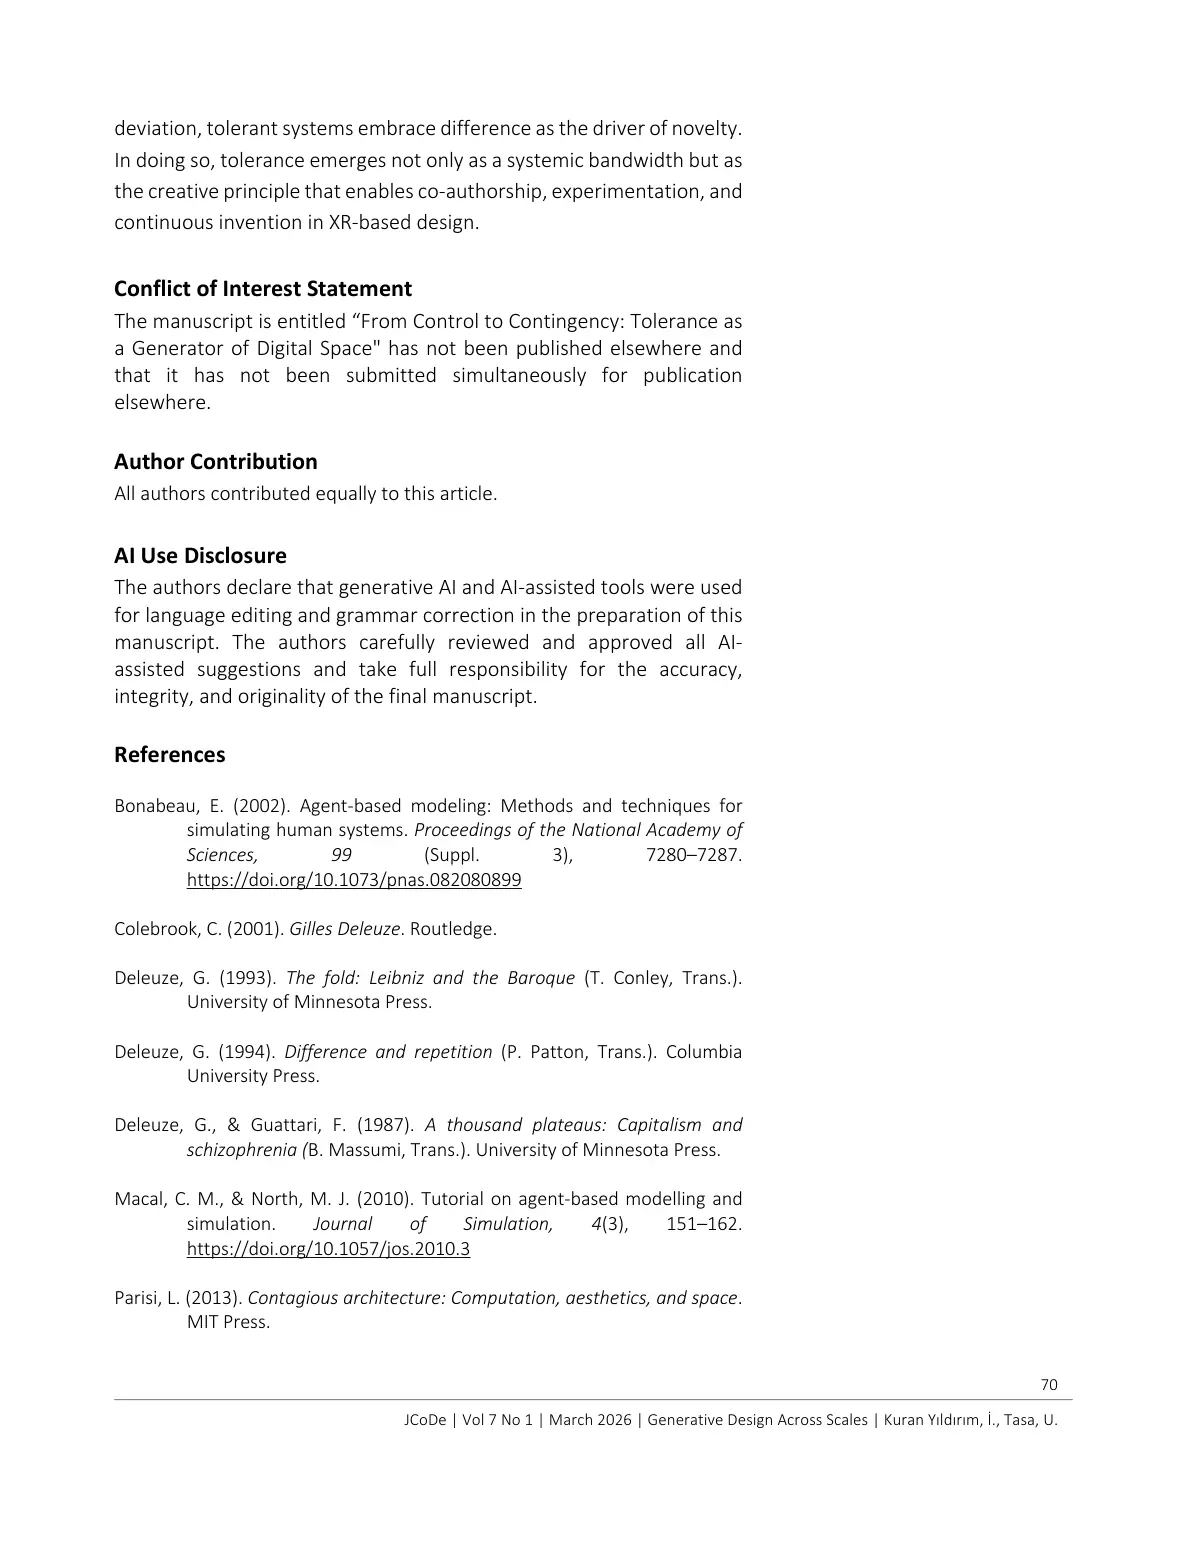 deviation, tolerant systems embrace difference as the driver of novelty.
In doing so, tolerance emerges not only as a systemic bandwidth but as
the creative principle that enables co-authorship, experimentation, and
continuous invention in XR-based design.
Conflict of Interest Statement
The manuscript is entitled “From Control to Contingency: Tolerance as
a Generator of Digital Space" has not been published elsewhere and
that it has not been submitted simultaneously for publication
elsewhere.
Author Contribution
All authors contributed equally to this article.
AI Use Disclosure
The authors declare that generative AI and AI-assisted tools were used
for language editing and grammar correction in the preparation of this
manuscript. The authors carefully reviewed and approved all AI-
assisted suggestions and take full responsibility for the accuracy,
integrity, and originality of the final manuscript.
References
Bonabeau, E. (2002). Agent-based modeling: Methods and techniques for
simulating human systems. Proceedings of the National Academy of
Sciences, 99 (Suppl. 3), 7280–7287.
https://doi.org/10.1073/pnas.082080899
Colebrook, C. (2001). Gilles Deleuze. Routledge.
Deleuze, G. (1993). The fold: Leibniz and the Baroque (T. Conley, Trans.).
University of Minnesota Press.
Deleuze, G. (1994). Difference and repetition (P. Patton, Trans.). Columbia
University Press.
Deleuze, G., & Guattari, F. (1987). A thousand plateaus: Capitalism and
schizophrenia (B. Massumi, Trans.). University of Minnesota Press.
Macal, C. M., & North, M. J. (2010). Tutorial on agent-based modelling and
simulation. Journal of Simulation, 4(3), 151–162.
https://doi.org/10.1057/jos.2010.3
Parisi, L. (2013). Contagious architecture: Computation, aesthetics, and space.
MIT Press.
70
JCoDe | Vol 7 No 1 | March 2026 | Generative Design Across Scales | Kuran Yıldırım, İ., Tasa, U.